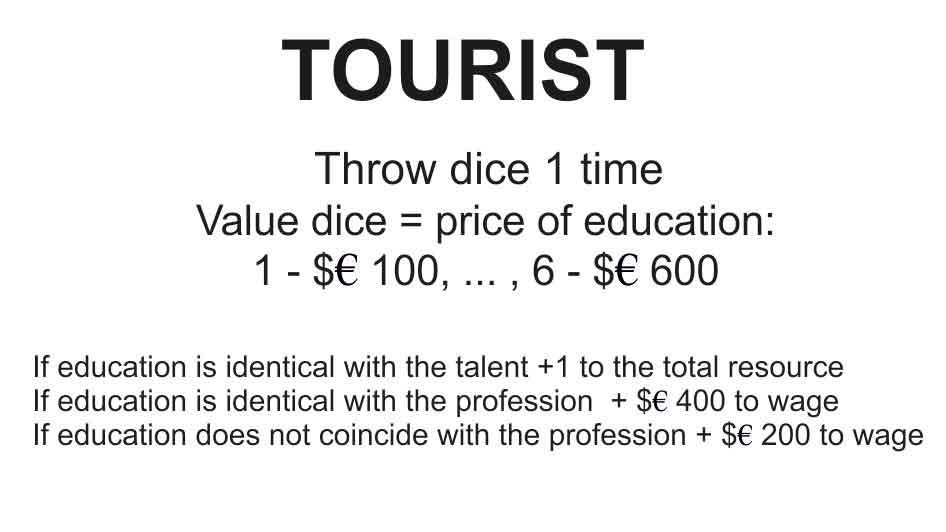 TOURIST
Throw dice 1 time
Value dice = price of education:
1 - $€ 100, ... , 6 - $€ 600
If education is identical with the talent +1 to the total resource
If education is identical with the profession  + $€ 400 to wage
If education does not coincide with the profession + $€ 200 to wage